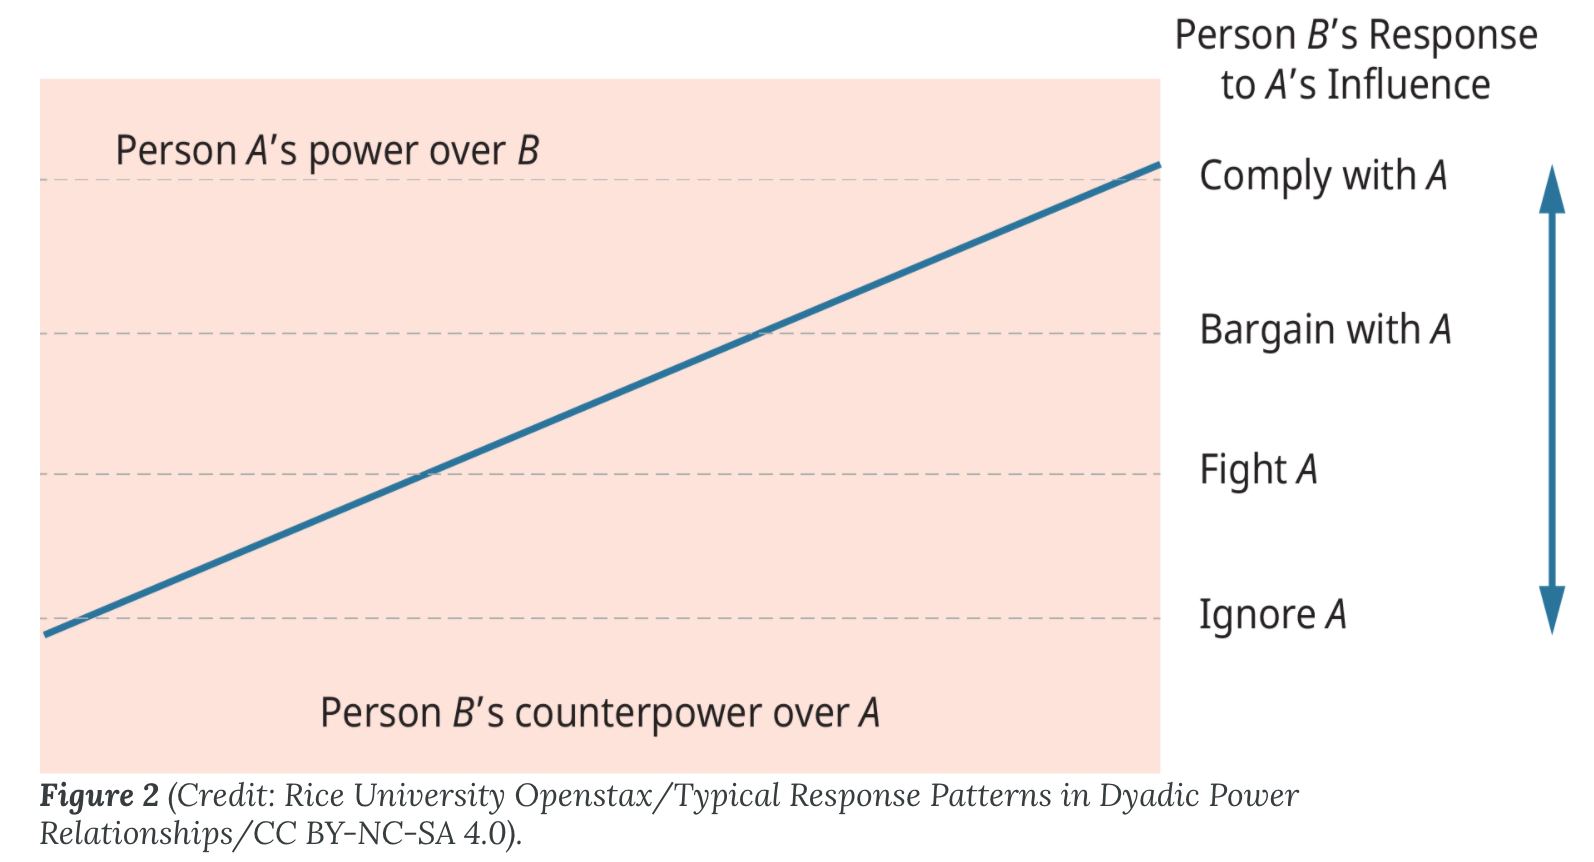 Person B's Response
to A's Influence
Person A's power over B
Comply with A
Bargain with A
Fight A
Ignore A
Person B's counterpower over A
Figure 2 (Credit: Rice University Openstax/Typical Response Patterns in Dyadic Power
Relationships/CC BY-NC-SA 4.0).